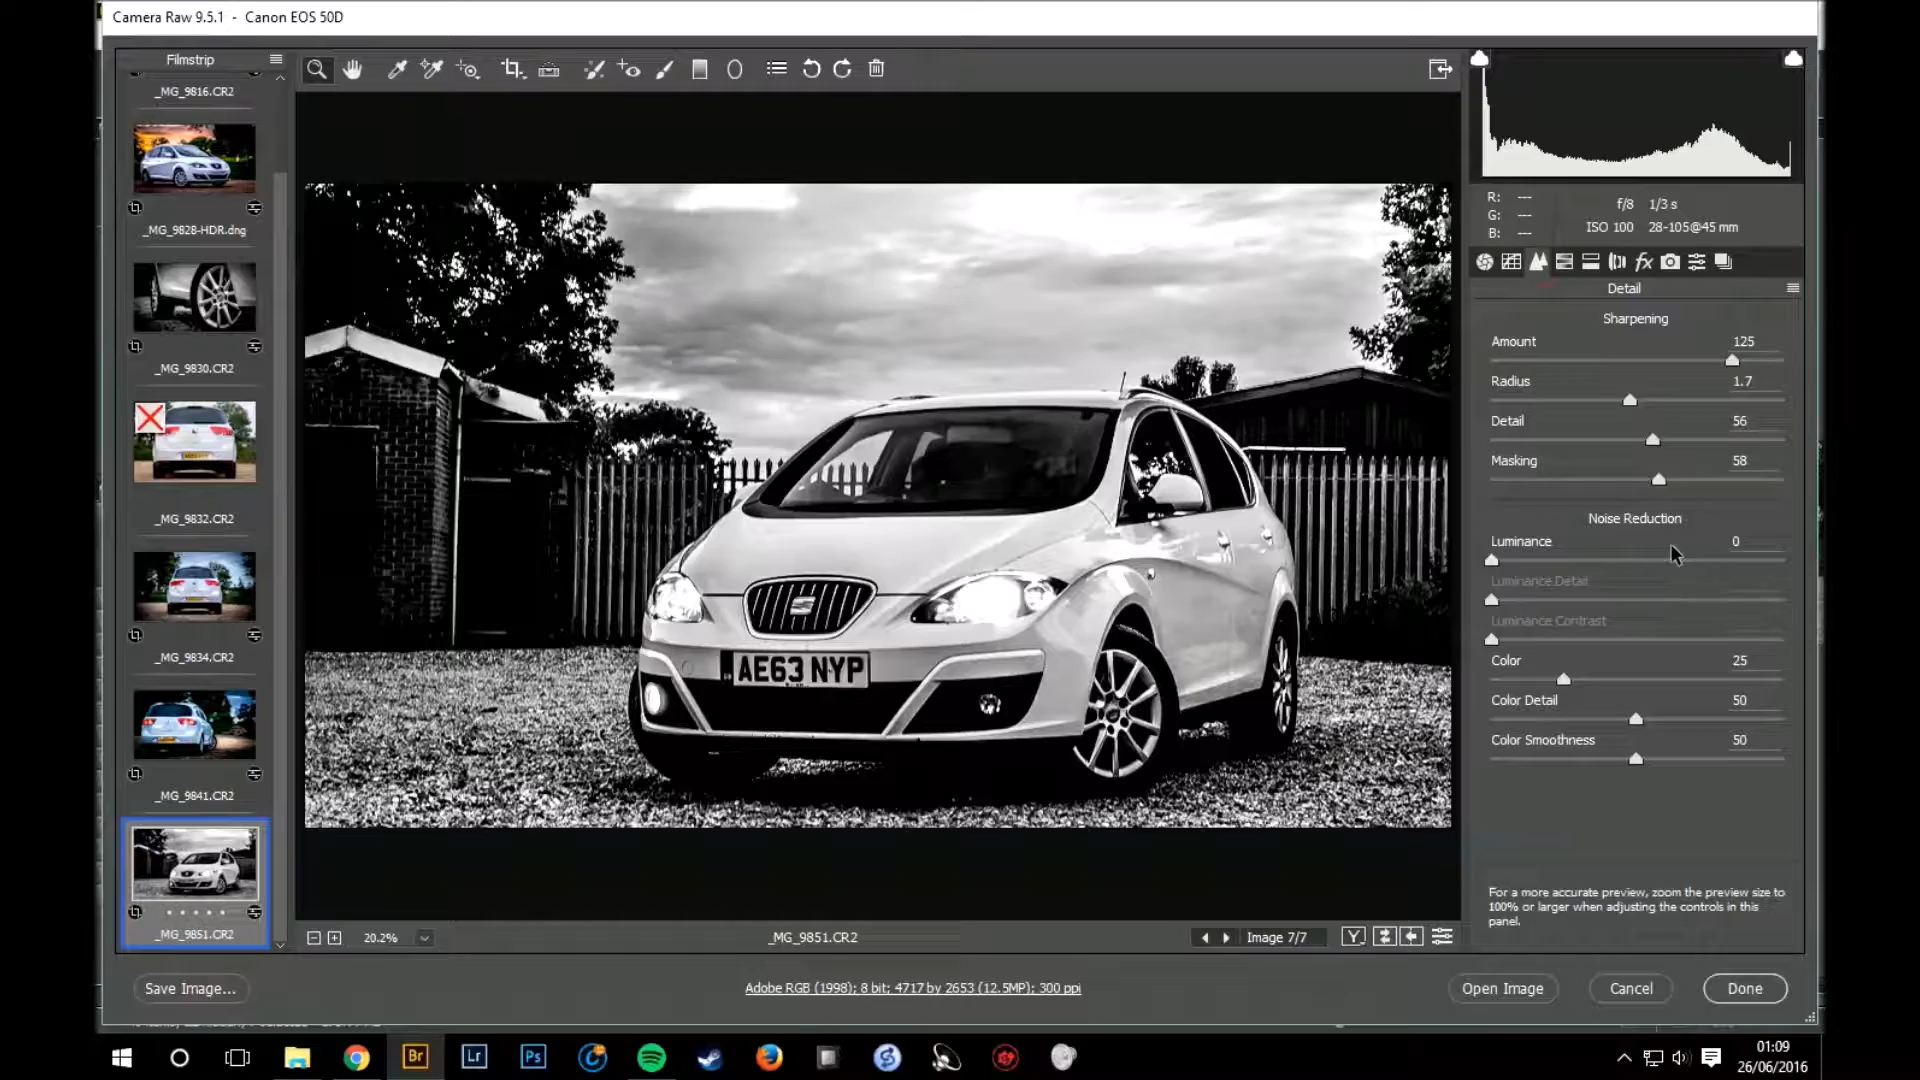 Camera Raw 9.5.1 - Canon EOS 50D
Filmstrip
_MG_9816.CR2
_MG_9828-HDR.dng
_MG_9830.CR2
_MG_9832.CR2
_MG_9834.CR2
_MG_9841.CR2
_MG_9851.CR2
AE63 NYP
R: ---
G: ---
B: ---
f/8 1/3 s
ISO 100 28-105@45 mm
fx
Detail
Sharpening
Amount 125
Radius 1.7
Detail 56
Masking 58
Noise Reduction
Luminance 0
Luminance Detail
Luminance Contrast
Color 25
Color Detail 50
Color Smoothness 50
For a more accurate preview, zoom the preview size to
100% or larger when adjusting the controls in this
panel.
20.2%
_MG_9851.CR2
Image 7/7
Y
Save Image...
Adobe RGB (1998); 8 bit; 4717 by 2653 (12.5MP); 300 ppi
Open Image
Cancel
Done
Br
Lr
Ps
01:09
26/06/2016